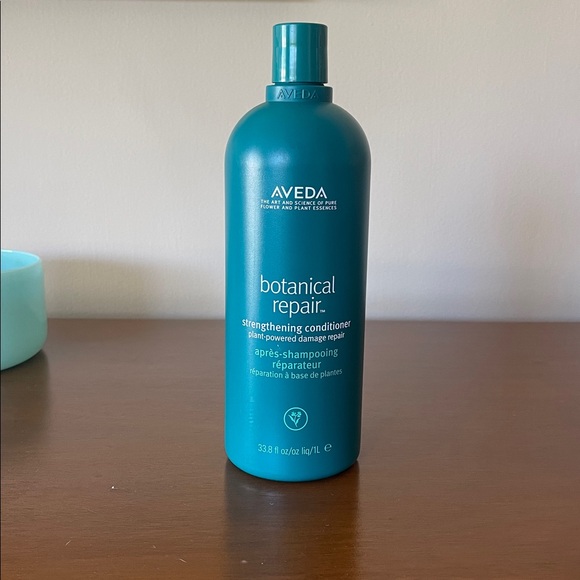 AVEDA
AVEDA
THE ART AND SCIENCE OF PURE
FLOWER AND PLANT ESSENCES
botanical
repair™
strengthening conditioner
plant-powered damage repair
après-shampooing
réparateur
réparation à base de plantes
33.8 fl oz/oz liq/1L ℮